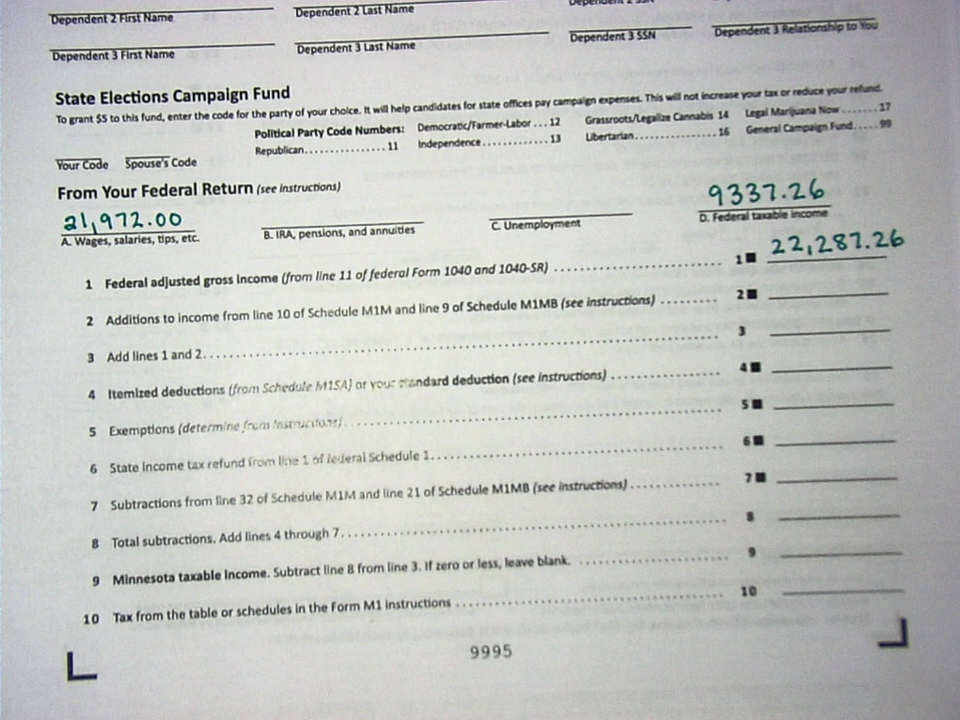 Dependent 2 First Name Dependent 2 Last Name Dependent 2 SSN
Dependent 3 First Name Dependent 3 Last Name Dependent 3 SSN Dependent 3 Relationship to You
State Elections Campaign Fund
To grant $5 to this fund, enter the code for the party of your choice. It will help candidates for state offices pay campaign expenses. This will not increase your tax or reduce your refund.
Political Party Code Numbers: Democratic/Farmer-Labor . . . 12 Grassroots/Legalize Cannabis 14 Legal Marijuana Now . . . . . . . 17
Republican. . . . . . . . . . . . . . . . 11 Independence . . . . . . . . . . . . . 13 Libertarian. . . . . . . . . . . . . . . . 16 General Campaign Fund. . . . . 99
Your Code Spouse's Code
From Your Federal Return (see instructions)
21,972.00 9337.26
A. Wages, salaries, tips, etc. B. IRA, pensions, and annuities C. Unemployment D. Federal taxable income
1 Federal adjusted gross income (from line 11 of federal Form 1040 and 1040-SR) . . . . . . . . . . . . . . . . . . . . . . . . 1■ 22,287.26
2 Additions to income from line 10 of Schedule M1M and line 9 of Schedule M1MB (see instructions) . . . . . . . . . 2■
3 Add lines 1 and 2. . . . . . . . . . . . . . . . . . . . . . . . . . . . . . . . . . . . . . . . . . . . . . . . . . . . . . . . . . . . 3
4 Itemized deductions (from Schedule M1SA) or your standard deduction (see instructions) . . . . . . . . . . . . . . . . 4■
5 Exemptions (determine from instructions). . . . . . . . . . . . . . . . . . . . . . . . . . . . . . . . . . . . . . . . . . . . . . . . 5■
6 State income tax refund from line 1 of federal Schedule 1. . . . . . . . . . . . . . . . . . . . . . . . . . . . . . . . . . . . . 6■
7 Subtractions from line 32 of Schedule M1M and line 21 of Schedule M1MB (see instructions) . . . . . . . . . . . . . 7■
8 Total subtractions. Add lines 4 through 7. . . . . . . . . . . . . . . . . . . . . . . . . . . . . . . . . . . . . . . . . . . . . . . . 8
9 Minnesota taxable income. Subtract line 8 from line 3. If zero or less, leave blank. . . . . . . . . . . . . . . . . . . . . 9
10 Tax from the table or schedules in the Form M1 instructions . . . . . . . . . . . . . . . . . . . . . . . . . . . . . . . . . . 10
9995